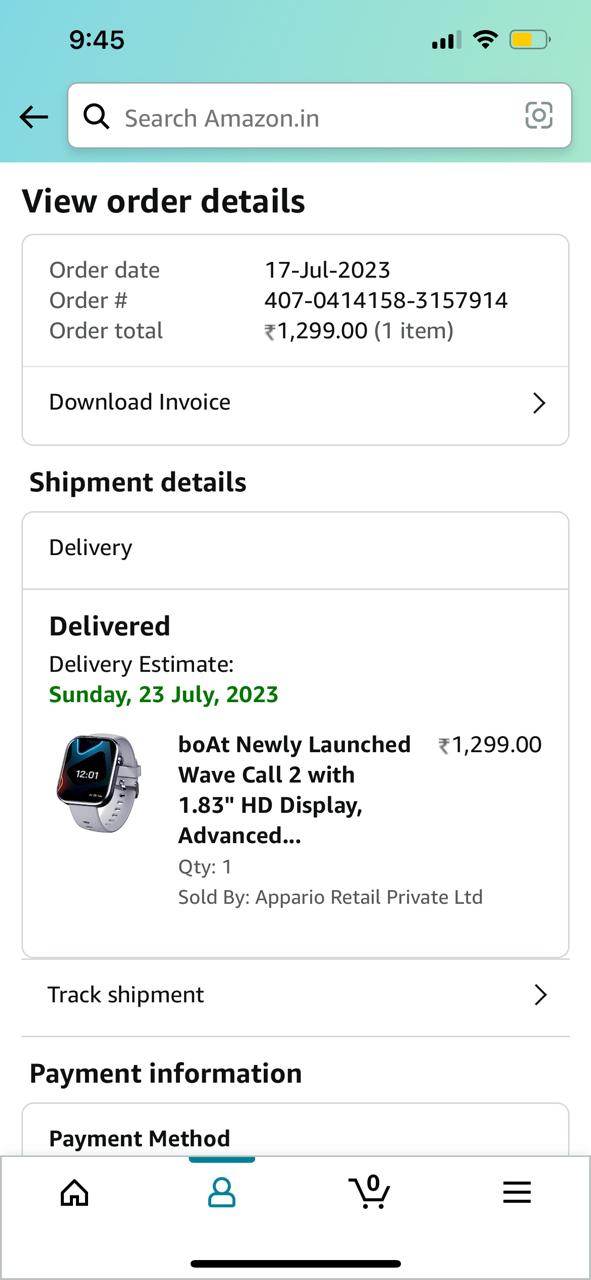 9:45
Search Amazon.in
View order details
Order date 17-Jul-2023
Order # 407-0414158-3157914
Order total ₹1,299.00 (1 item)
Download Invoice
Shipment details
Delivery
Delivered
Delivery Estimate:
Sunday, 23 July, 2023
12:01
boAt Newly Launched ₹1,299.00
Wave Call 2 with
1.83" HD Display,
Advanced...
Qty: 1
Sold By: Appario Retail Private Ltd
Track shipment
Payment information
Payment Method
0